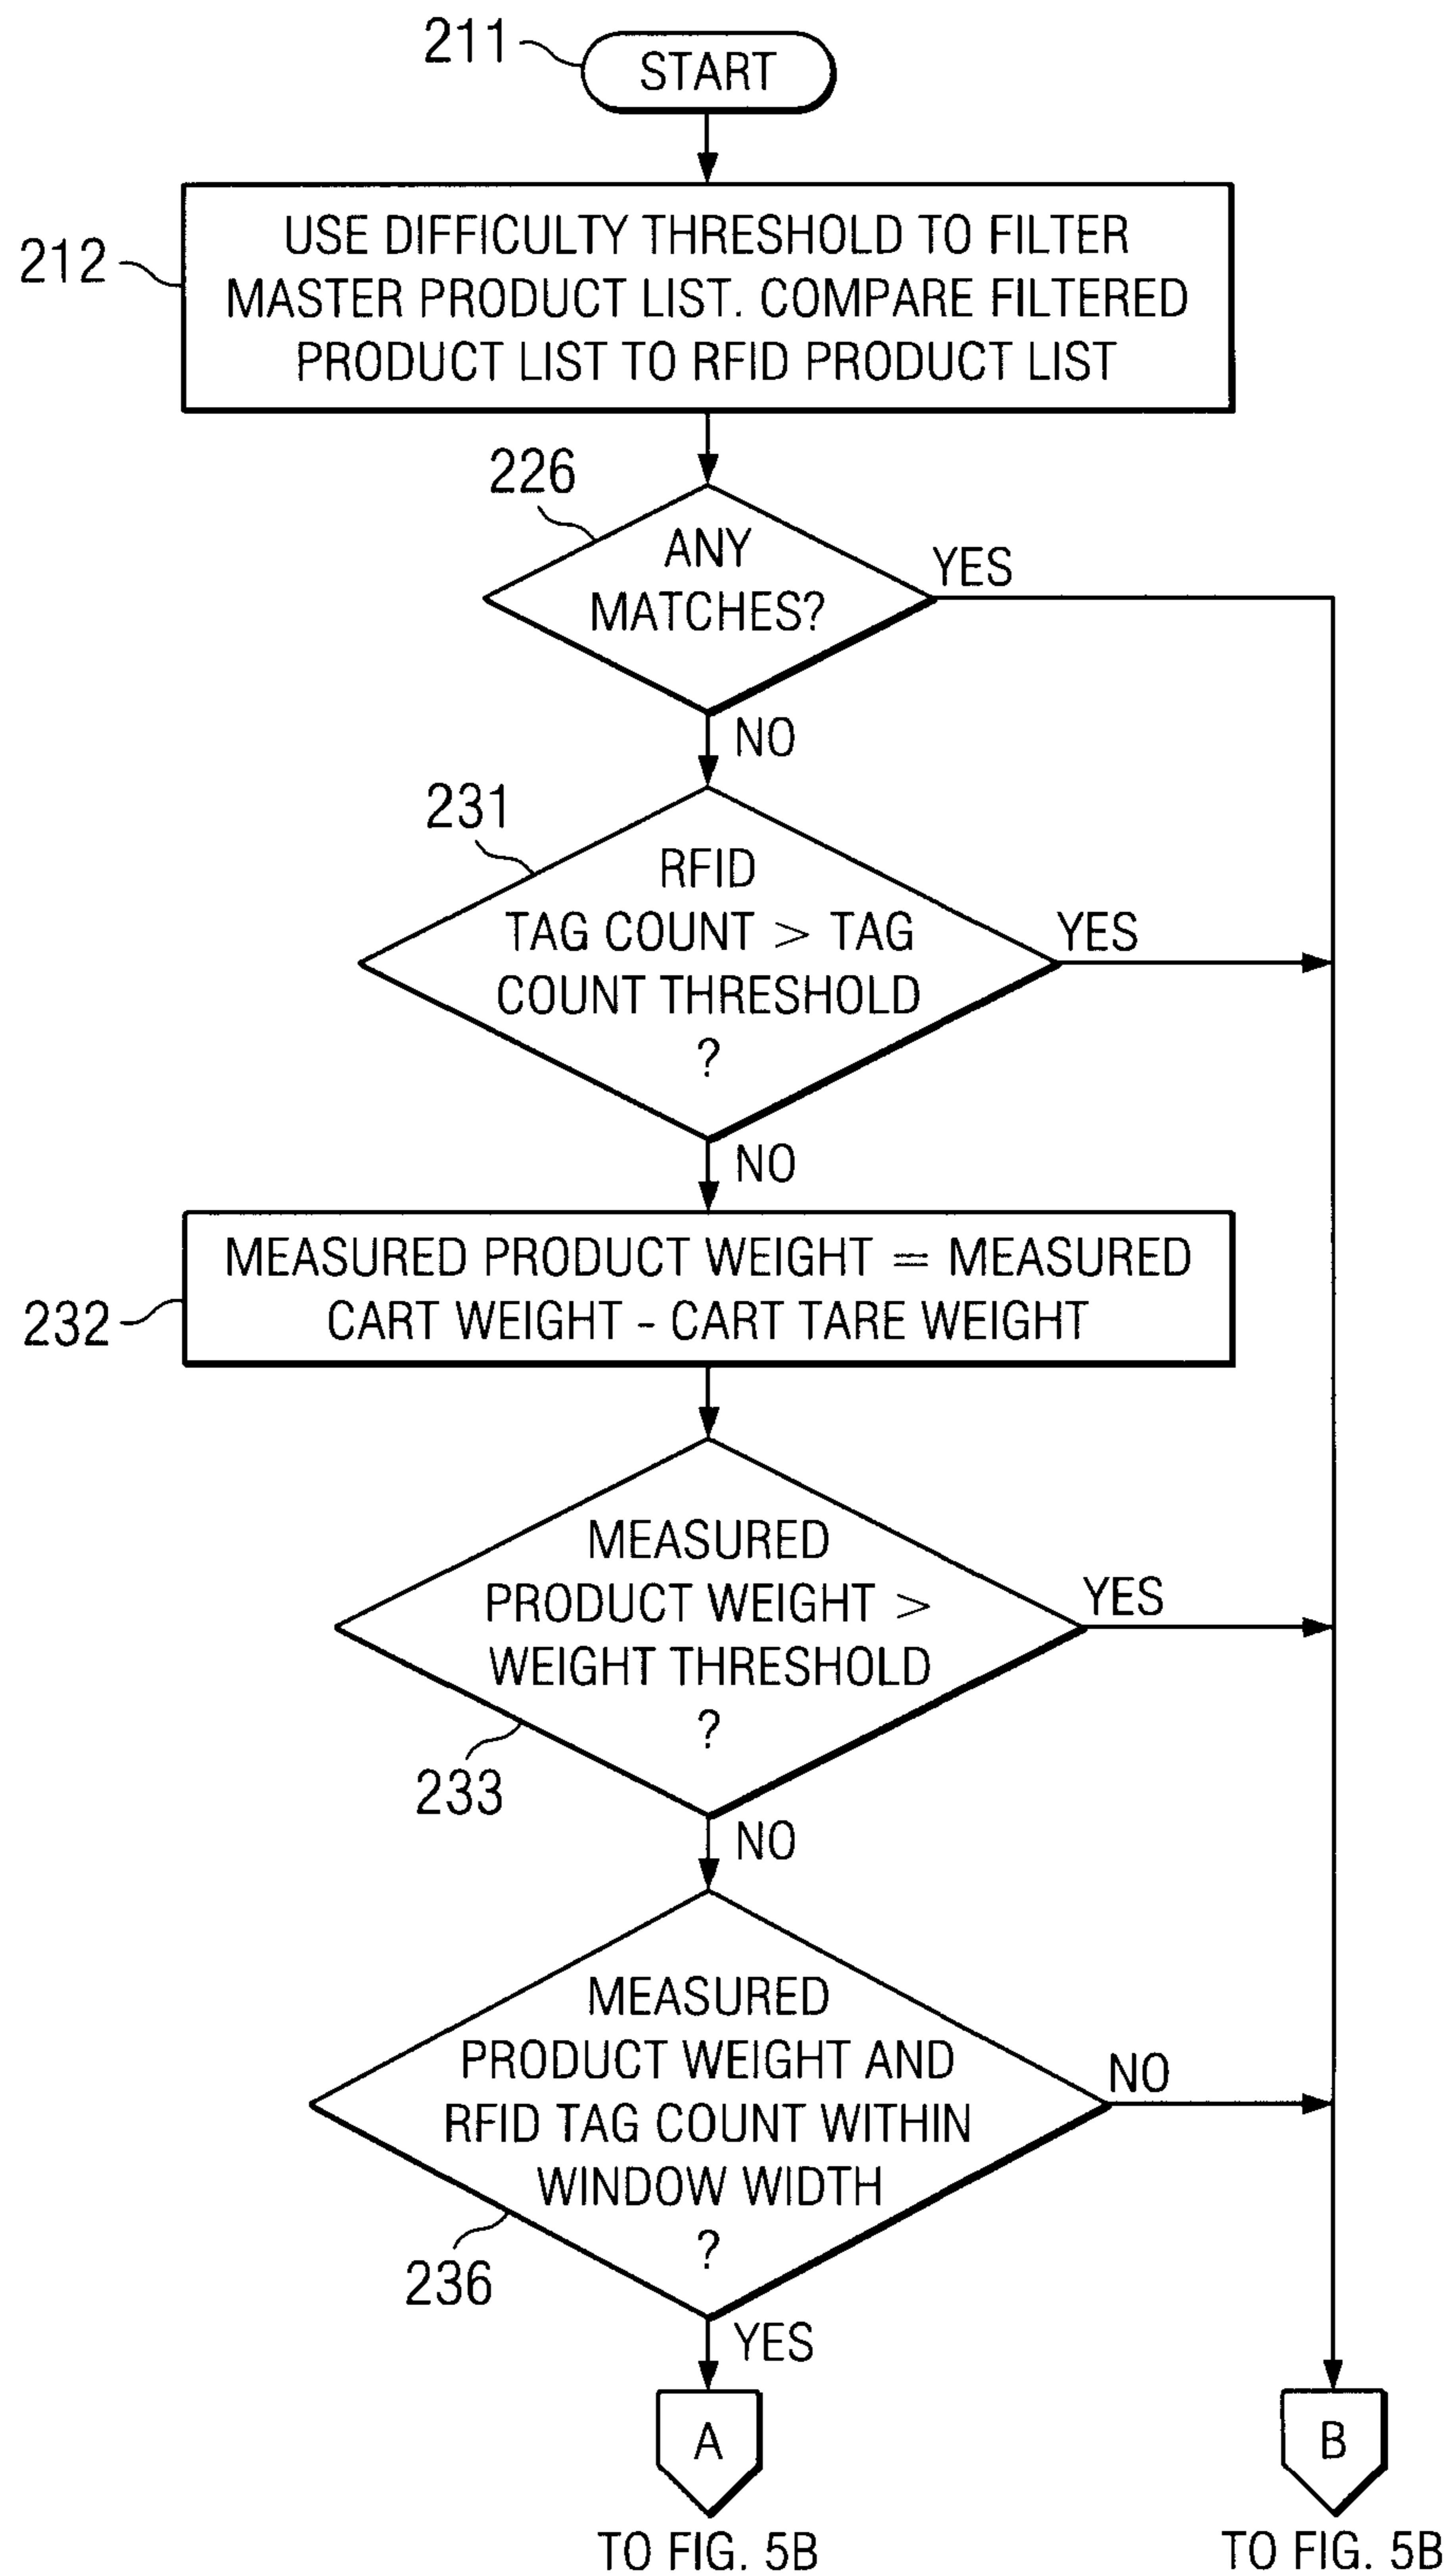 211
START
212
USE DIFFICULTY THRESHOLD TO FILTER
MASTER PRODUCT LIST. COMPARE FILTERED
PRODUCT LIST TO RFID PRODUCT LIST
226
ANY
MATCHES?
YES
NO
231
RFID
TAG COUNT > TAG
COUNT THRESHOLD
?
YES
NO
232
MEASURED PRODUCT WEIGHT = MEASURED
CART WEIGHT - CART TARE WEIGHT
MEASURED
PRODUCT WEIGHT >
WEIGHT THRESHOLD
?
YES
233
NO
MEASURED
PRODUCT WEIGHT AND
RFID TAG COUNT WITHIN
WINDOW WIDTH
?
NO
236
YES
A
B
TO FIG. 5B
TO FIG. 5B